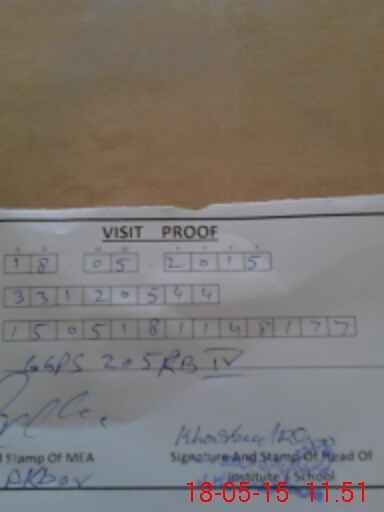 VISIT PROOF
D D M M Y Y Y Y
18 05 2015
33120544
1505181148177
GGPS 205RB IV
d Stamp Of MEA
Signature And Stamp Of Head Of
Institute's School
18-05-15 11.51